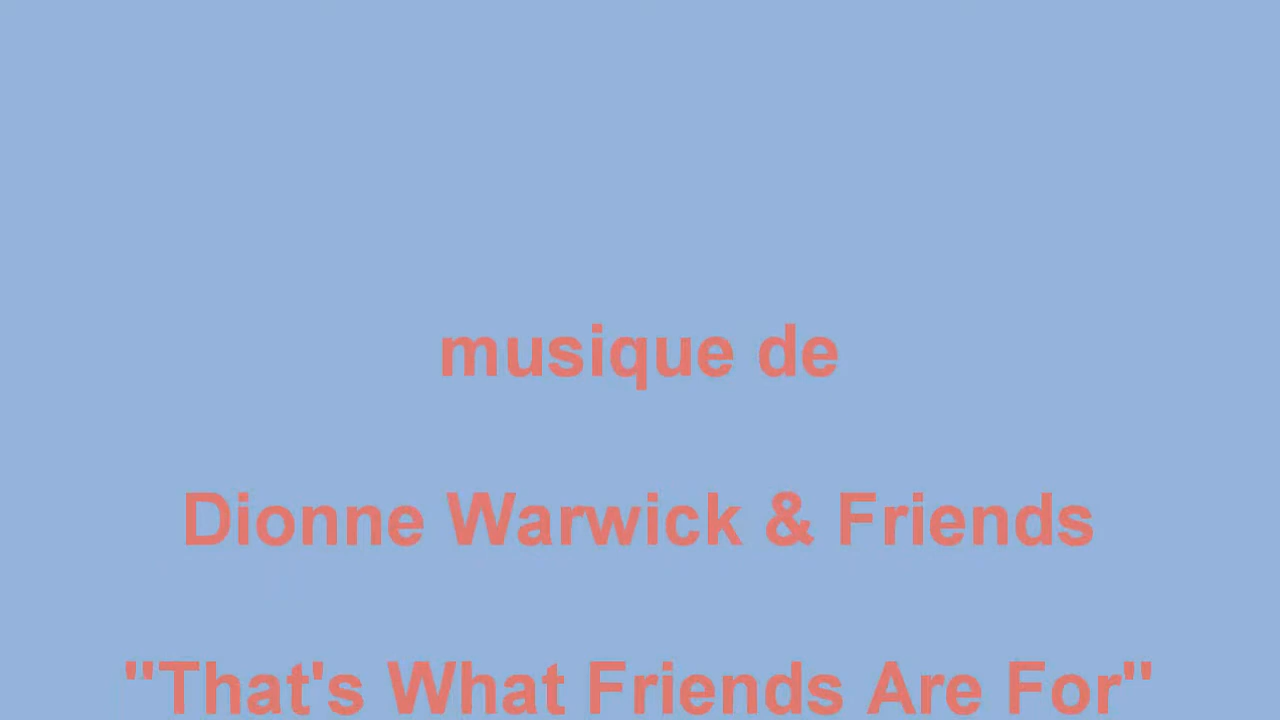 musique de
Dionne Warwick & Friends
"That's What Friends Are For"